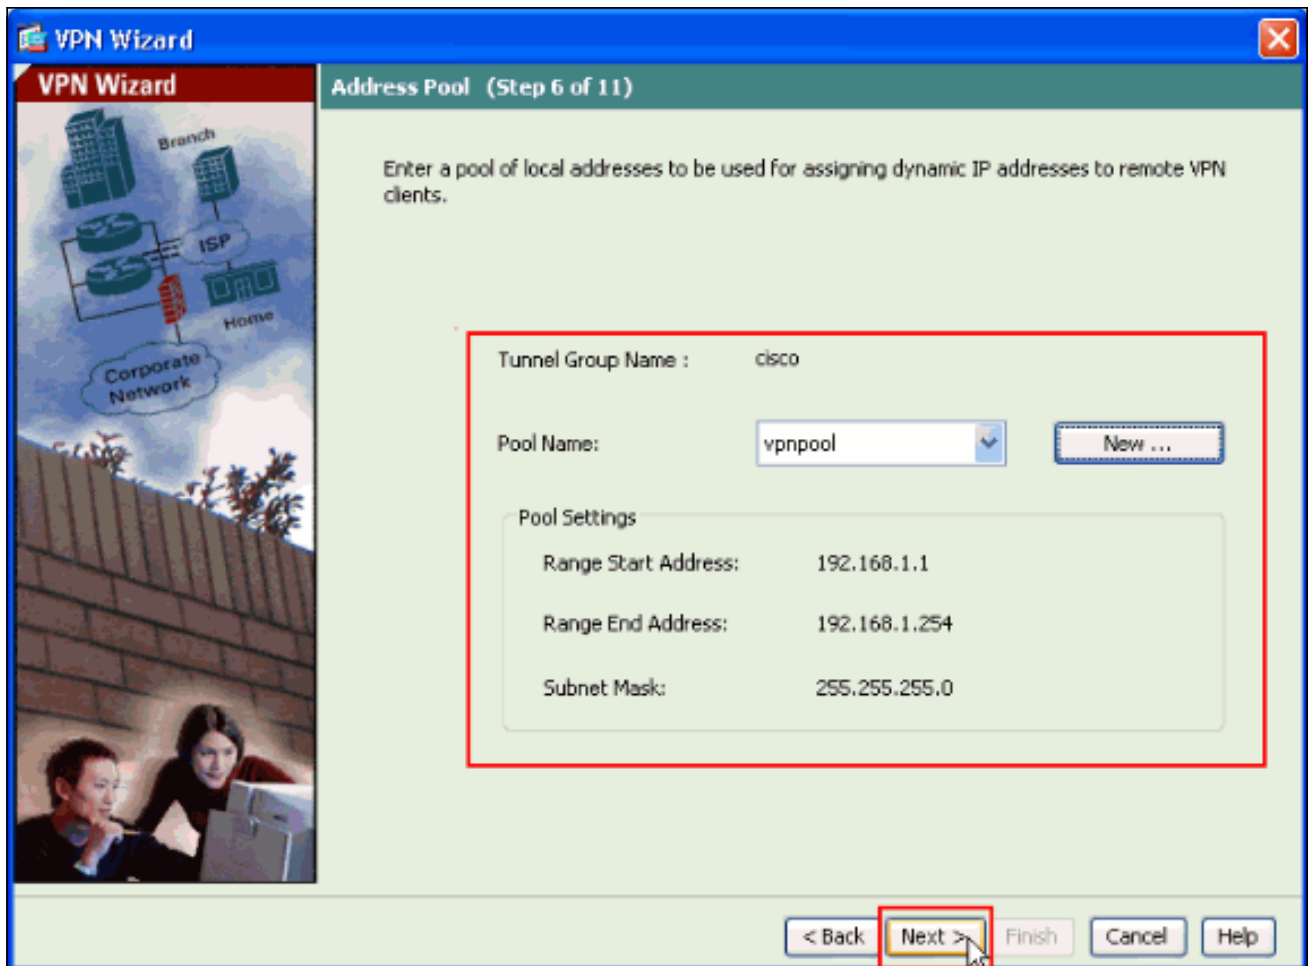 VPN Wizard
VPN Wizard
Address Pool (Step 6 of 11)
Branch
ISP
Home
Corporate
Network
Enter a pool of local addresses to be used for assigning dynamic IP addresses to remote VPN
clients.
Tunnel Group Name : cisco
Pool Name: vpnpool New ...
Pool Settings
Range Start Address: 192.168.1.1
Range End Address: 192.168.1.254
Subnet Mask: 255.255.255.0
< Back Next > Finish Cancel Help